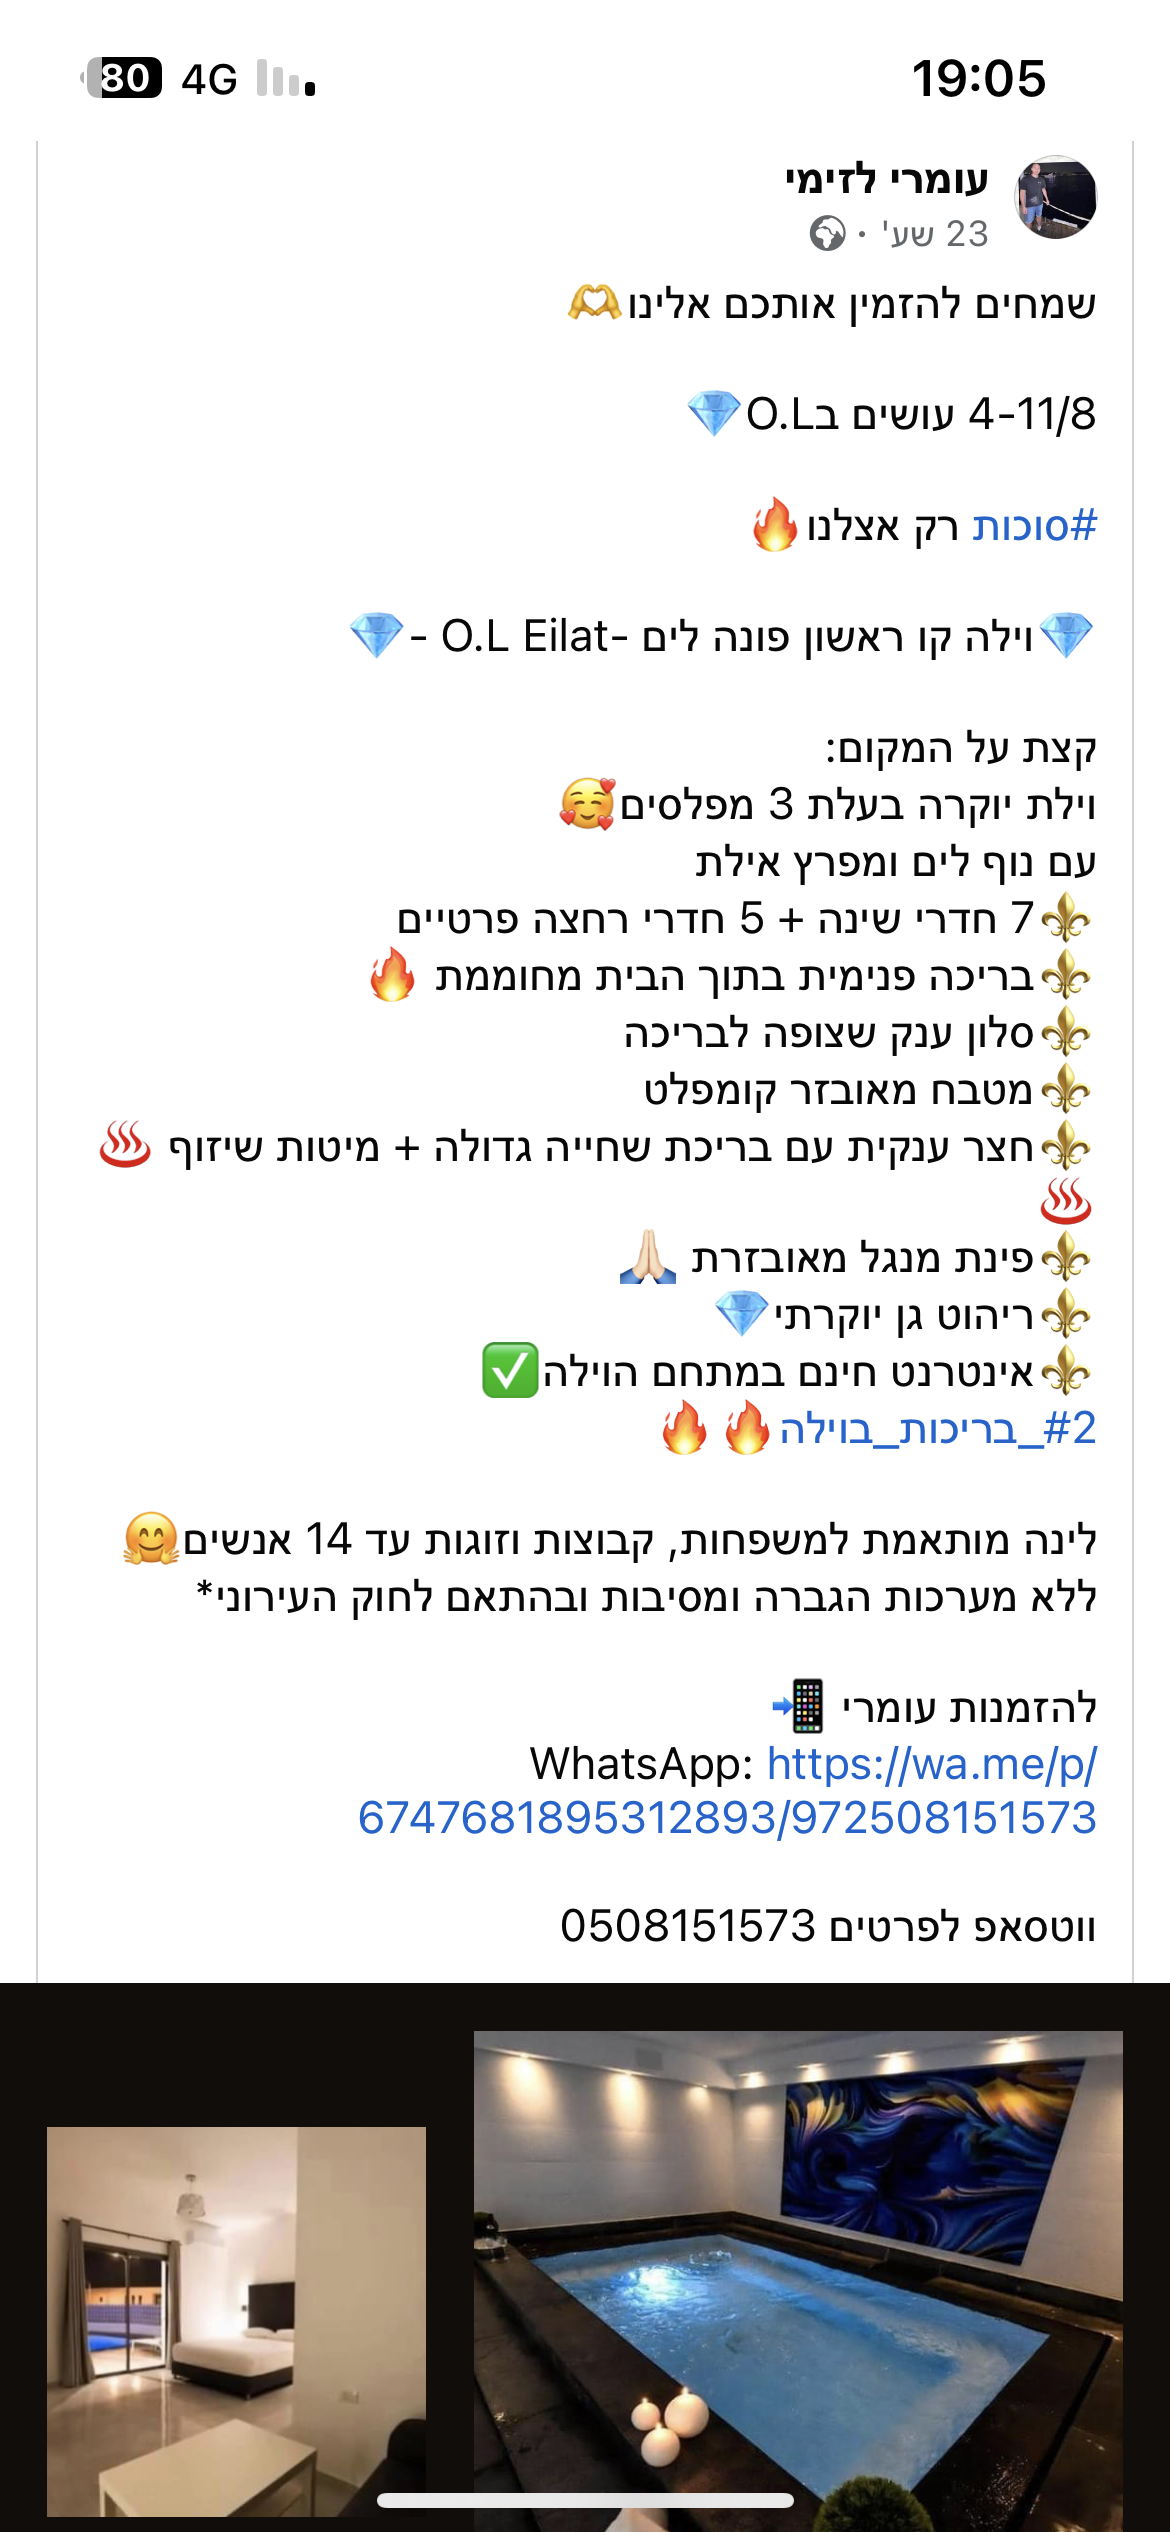 80 4G 19:05
עומרי לזימי
23 שע' ·
שמחים להזמין אותכם אלינו🫶
4-11/8 עושים בO.L💎
#סוכות רק אצלנו🔥
💎וילה קו ראשון פונה לים -O.L Eilat -💎
קצת על המקום:
וילת יוקרה בעלת 3 מפלסים🥰
עם נוף לים ומפרץ אילת
⚜️7 חדרי שינה + 5 חדרי רחצה פרטיים
⚜️בריכה פנימית בתוך הבית מחוממת 🔥
⚜️סלון ענק שצופה לבריכה
⚜️מטבח מאובזר קומפלט
⚜️חצר ענקית עם בריכת שחייה גדולה + מיטות שיזוף ♨️
♨️
⚜️פינת מנגל מאובזרת 🙏🏻
⚜️ריהוט גן יוקרתי💎
⚜️אינטרנט חינם במתחם הוילה✅
#2_בריכות_בוילה🔥🔥
לינה מותאמת למשפחות, קבוצות וזוגות עד 14 אנשים🤗
ללא מערכות הגברה ומסיבות ובהתאם לחוק העירוני*
להזמנות עומרי 📲
WhatsApp: https://wa.me/p/
6747681895312893/972508151573
ווטסאפ לפרטים 0508151573